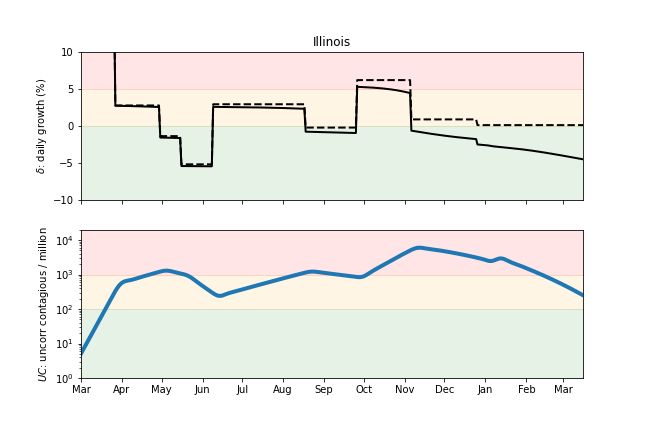 Illinois
δ: daily growth (%)
10
5
0
−5
−10
UC: uncorr contagious / million
10⁴
10³
10²
10¹
10⁰
Mar Apr May Jun Jul Aug Sep Oct Nov Dec Jan Feb Mar